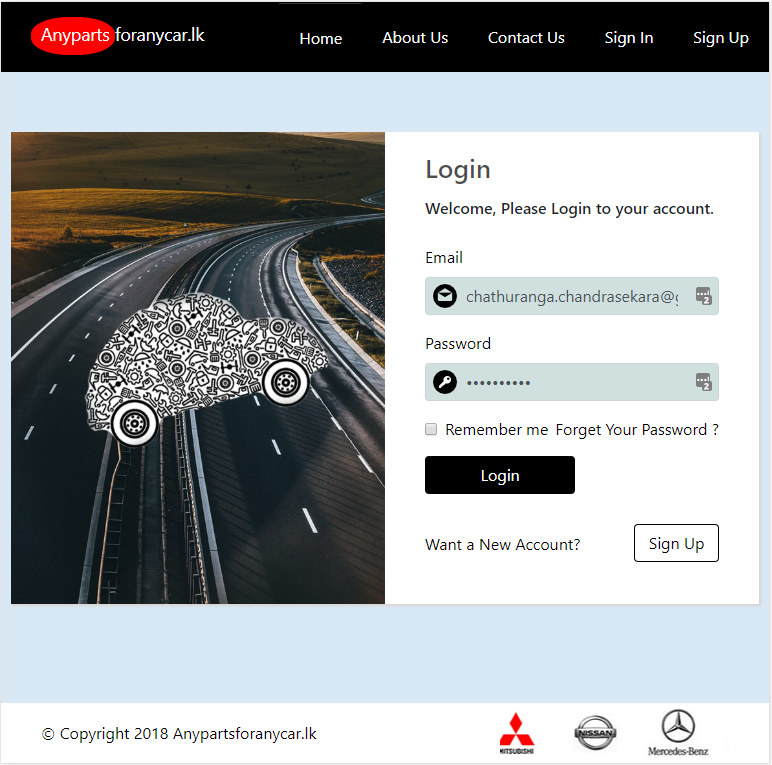 Anypartsforanycar.lk
Home About Us Contact Us Sign In Sign Up
Login
Welcome, Please Login to your account.
Email
chathuranga.chandrasekara@g
Password
••••••••••
Remember me Forget Your Password ?
Login
Want a New Account? Sign Up
© Copyright 2018 Anypartsforanycar.lk
MITSUBISHI NISSAN Mercedes-Benz